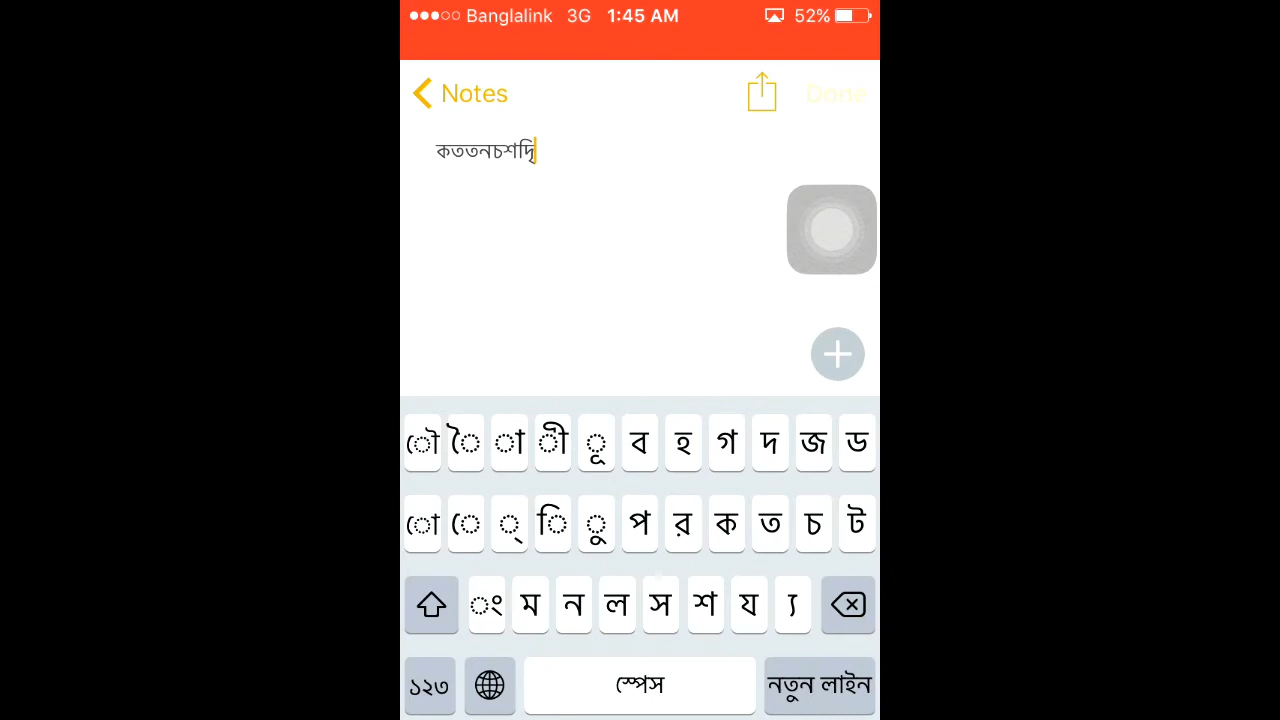 Banglalink 3G 1:45 AM 52%
Notes Done
কততনচশদৃি
ৌ ৈ া ী ূ ব হ গ দ জ ড
ো ে ্ ি ু প র ক ত চ ট
ং ম ন ল স শ য ্য
১২৩ স্পেস নতুন লাইন